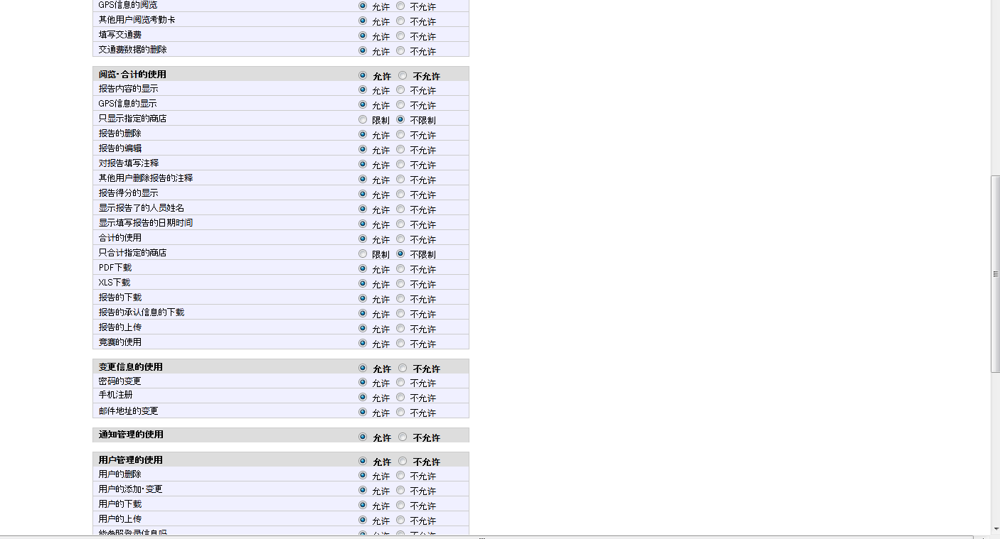 GPS信息的阅览 允许 不允许
其他用户阅览考勤卡 允许 不允许
填写交通费 允许 不允许
交通费数据的删除 允许 不允许
阅览·合计的使用 允许 不允许
报告内容的显示 允许 不允许
GPS信息的显示 允许 不允许
只显示指定的商店 限制 不限制
报告的删除 允许 不允许
报告的编辑 允许 不允许
对报告填写注释 允许 不允许
其他用户删除报告的注释 允许 不允许
报告得分的显示 允许 不允许
显示报告了的人员姓名 允许 不允许
显示填写报告的日期时间 允许 不允许
合计的使用 允许 不允许
只合计指定的商店 限制 不限制
PDF下载 允许 不允许
XLS下载 允许 不允许
报告的下载 允许 不允许
报告的承认信息的下载 允许 不允许
报告的上传 允许 不允许
竞赛的使用 允许 不允许
变更信息的使用 允许 不允许
密码的变更 允许 不允许
手机注册 允许 不允许
邮件地址的变更 允许 不允许
通知管理的使用 允许 不允许
用户管理的使用 允许 不允许
用户的删除 允许 不允许
用户的添加·变更 允许 不允许
用户的下载 允许 不允许
用户的上传 允许 不允许
能参照登录信息吗 允许 不允许